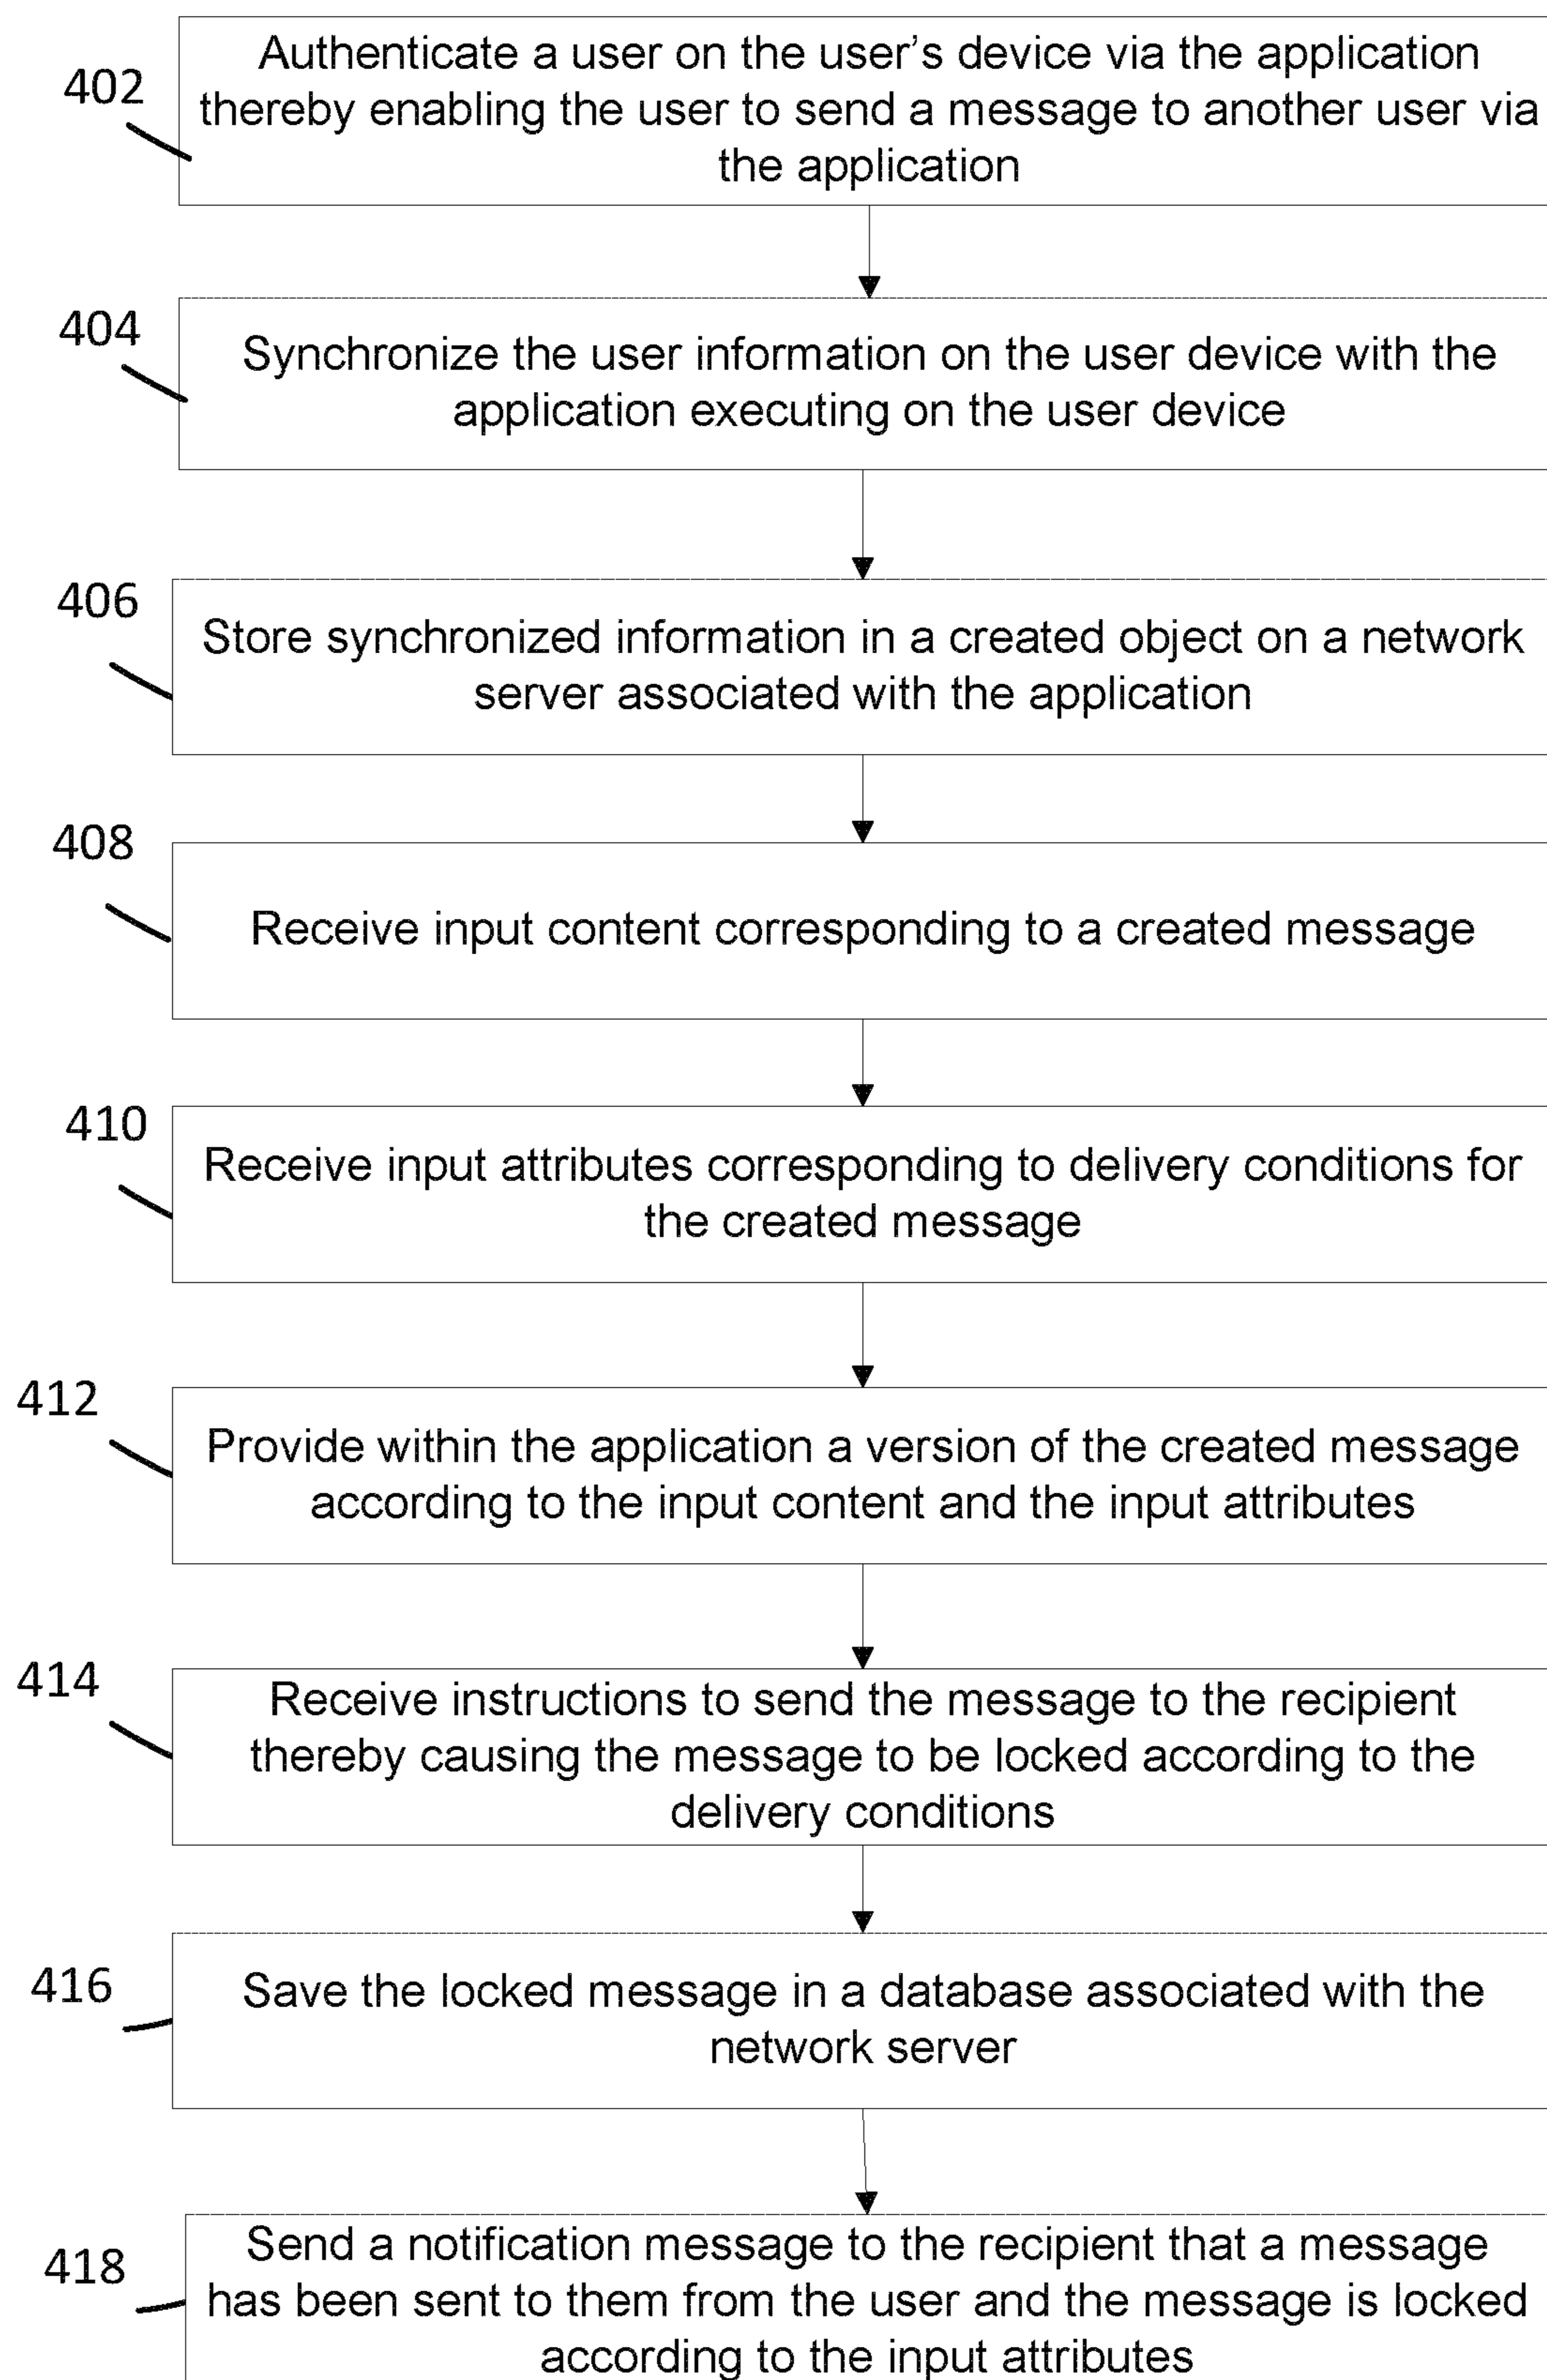 402
Authenticate a user on the user's device via the application
thereby enabling the user to send a message to another user via
the application
404
Synchronize the user information on the user device with the
application executing on the user device
406
Store synchronized information in a created object on a network
server associated with the application
408
Receive input content corresponding to a created message
410
Receive input attributes corresponding to delivery conditions for
the created message
412
Provide within the application a version of the created message
according to the input content and the input attributes
414
Receive instructions to send the message to the recipient
thereby causing the message to be locked according to the
delivery conditions
416
Save the locked message in a database associated with the
network server
418
Send a notification message to the recipient that a message
has been sent to them from the user and the message is locked
according to the input attributes